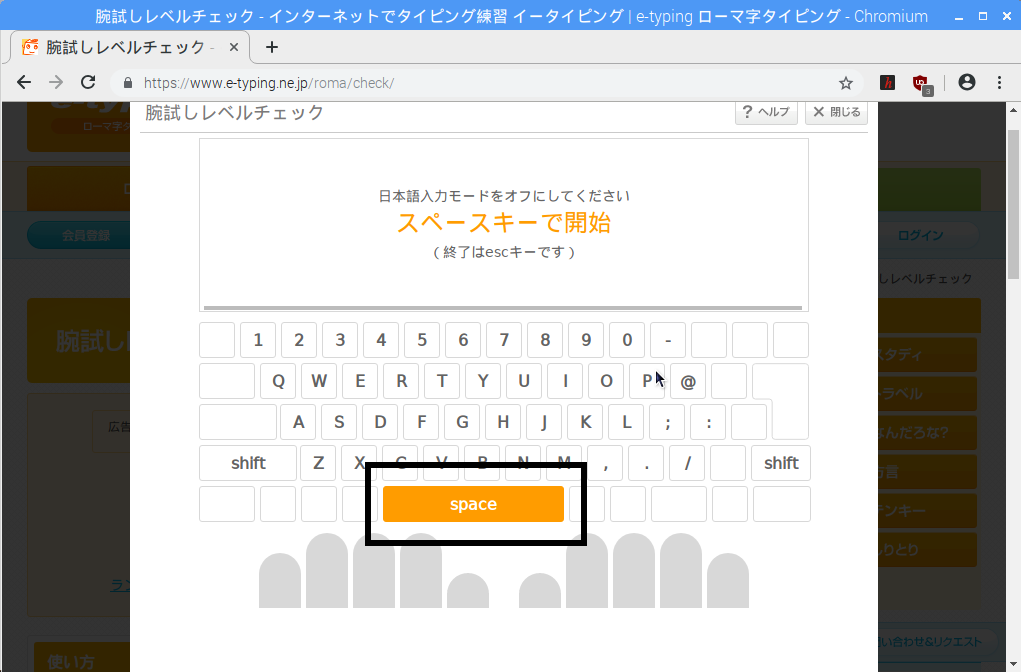 腕試しレベルチェック - インターネットでタイピング練習 イータイピング | e-typing ローマ字タイピング - Chromium
腕試しレベルチェック -
https://www.e-typing.ne.jp/roma/check/
3
腕試しレベルチェック
? ヘルプ
× 閉じる
ローマ字タ
会員登録
ログイン
日本語入力モードをオフにしてください
スペースキーで開始
( 終了はescキーです )
しレベルチェック
腕試しレ
スタディ
トラベル
なんだろな?
方言
テンキー
しりとり
広告
1 2 3 4 5 6 7 8 9 0 -
Q W E R T Y U I O P @
A S D F G H J K L ; :
shift Z X C V B N M , . / shift
space
ラン
使い方
問い合わせ&リクエスト